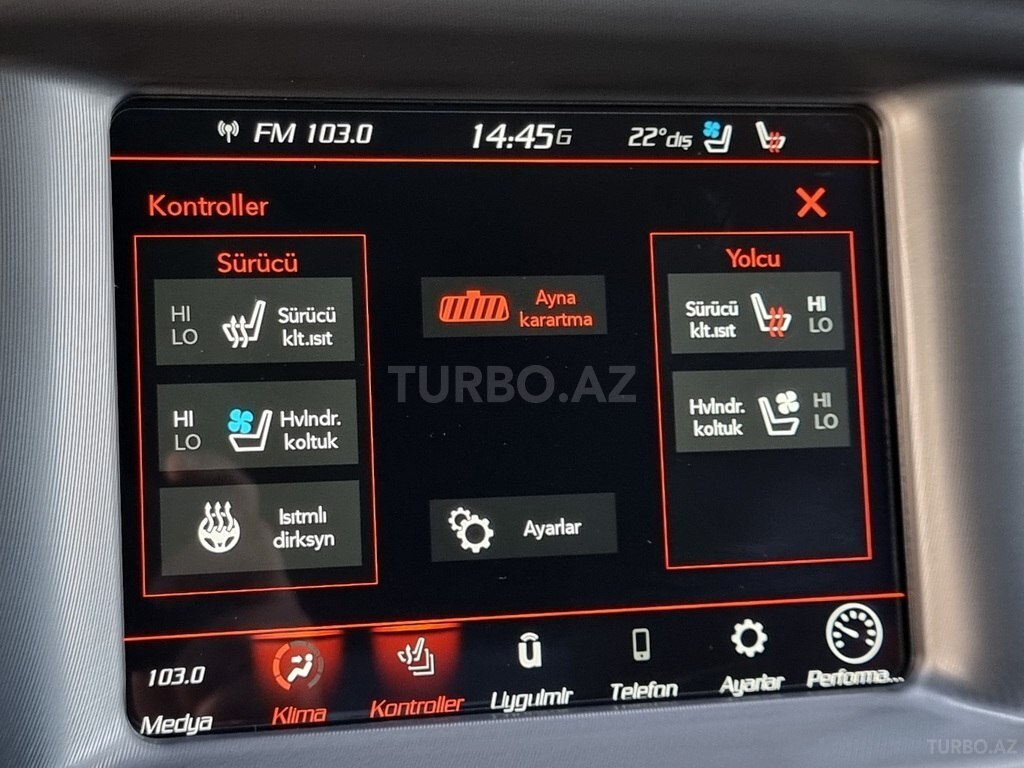 FM 103.0
14:45G
22°dış
Kontroller
Sürücü
HI
LO
Sürücü
klt.ısıt
HI
LO
Hvlndr.
koltuk
Isıtmlı
dirksyn
Ayna
karartma
Ayarlar
Yolcu
Sürücü
klt.ısıt
HI
LO
Hvlndr.
koltuk
HI
LO
TURBO.AZ
103.0
Medya
Klima
Kontroller
Uygulmlr
Telefon
Ayarlar
Performa...
TURBO.AZ